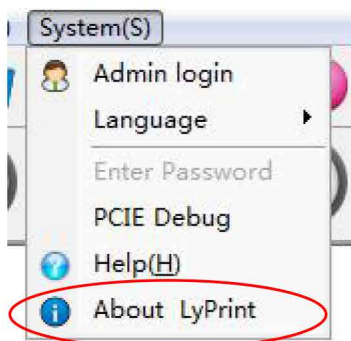 System(S)
Admin login
Language
Enter Password
PCIE Debug
Help(H)
About LyPrint